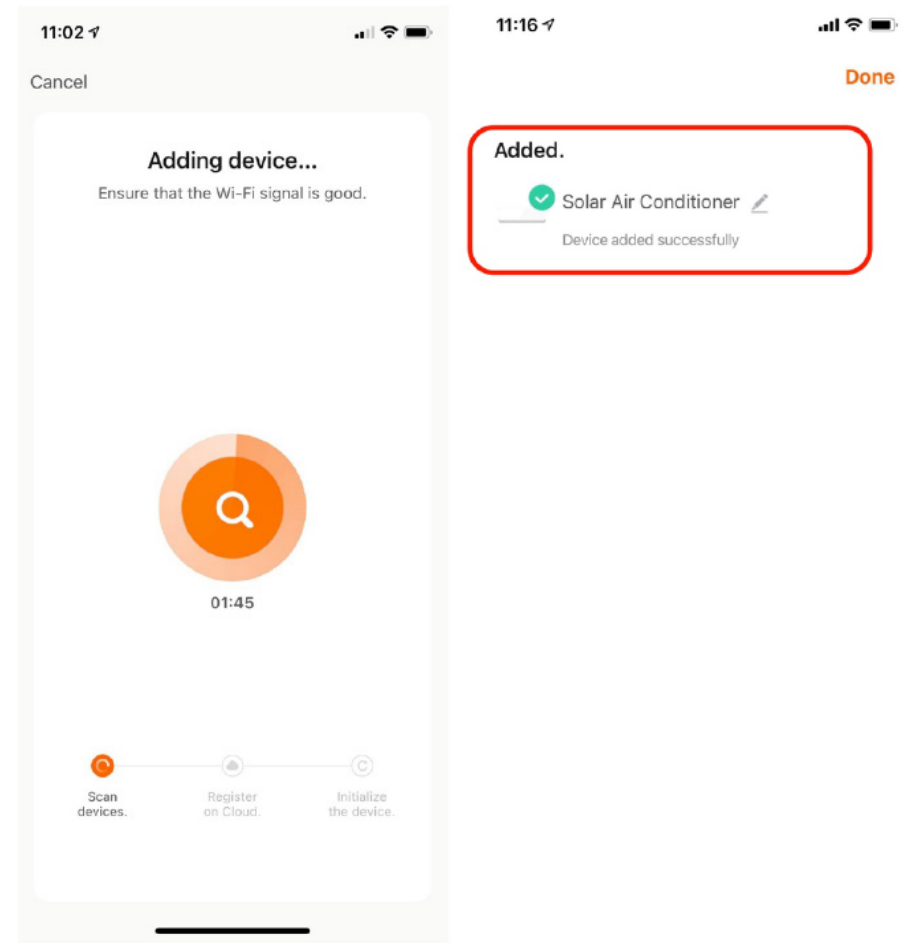 11:02
Cancel
Adding device...
Ensure that the Wi-Fi signal is good.
01:45
Scan
devices.
Register
on Cloud.
Initialize
the device.
11:16
Done
Added.
Solar Air Conditioner
Device added successfully